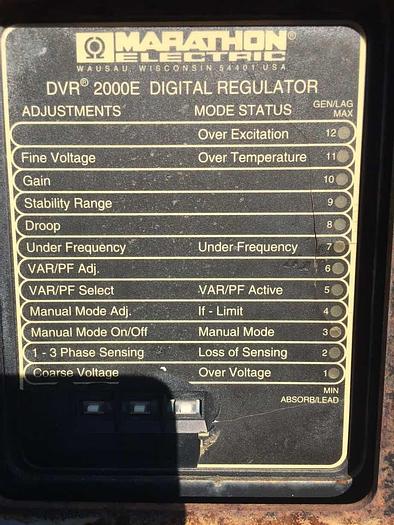 MARATHON®
ELECTRIC
WAUSAU, WISCONSIN 54401 USA
DVR® 2000E DIGITAL REGULATOR
ADJUSTMENTS MODE STATUS GEN/LAG
MAX
Over Excitation 12
Fine Voltage Over Temperature 11
Gain 10
Stability Range 9
Droop 8
Under Frequency Under Frequency 7
VAR/PF Adj. 6
VAR/PF Select VAR/PF Active 5
Manual Mode Adj. If - Limit 4
Manual Mode On/Off Manual Mode 3
1 - 3 Phase Sensing Loss of Sensing 2
Coarse Voltage Over Voltage 1
MIN
ABSORB/LEAD